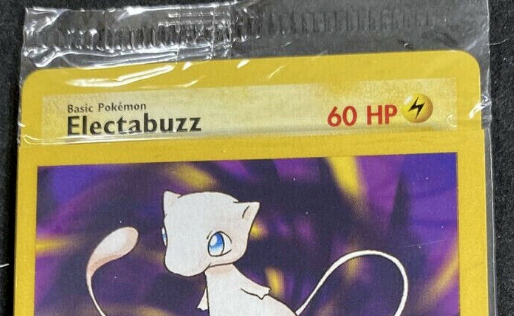 Basic Pokémon
Electabuzz
60 HP